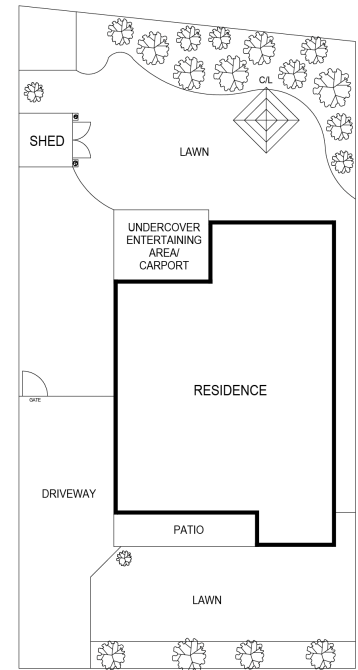 C/L
SHED
LAWN
UNDERCOVER
ENTERTAINING
AREA/
CARPORT
RESIDENCE
GATE
DRIVEWAY
PATIO
LAWN